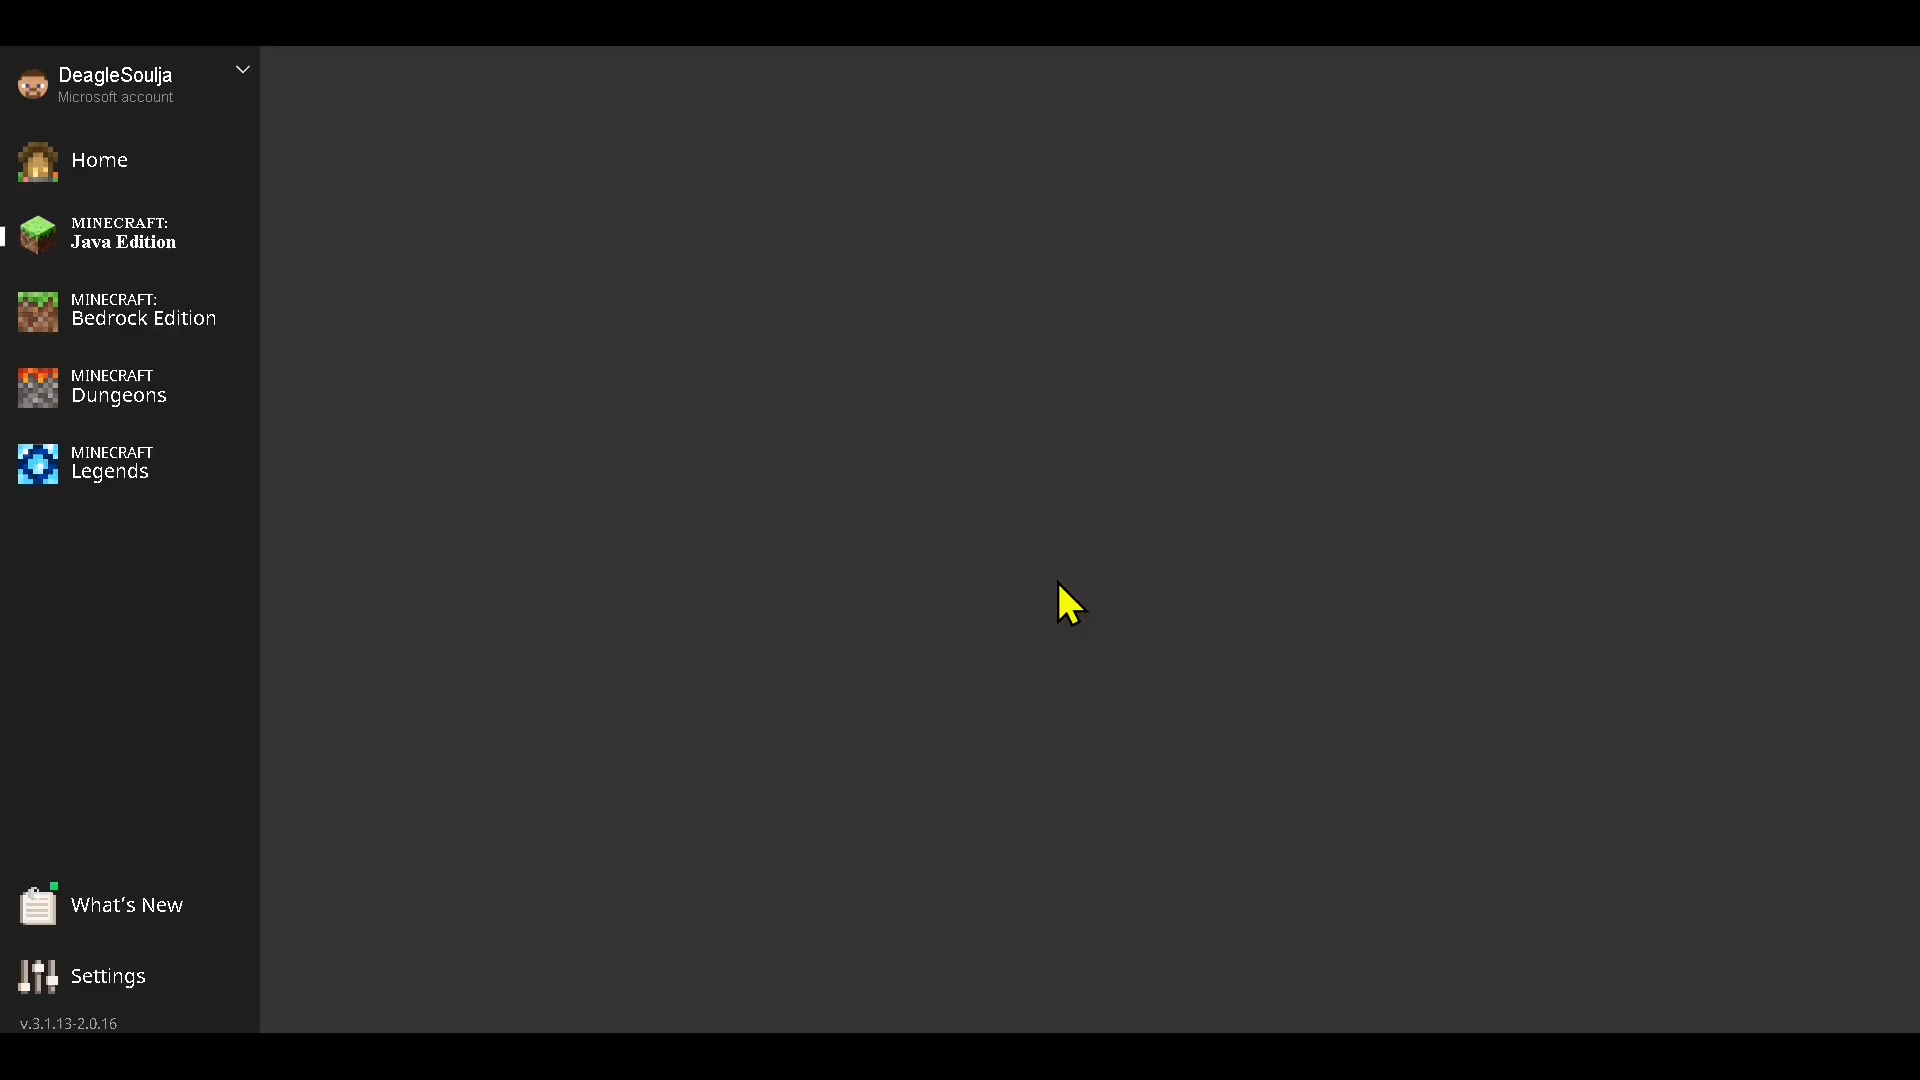 DeagleSoulja
Microsoft account
Home
MINECRAFT:
Java Edition
MINECRAFT:
Bedrock Edition
MINECRAFT
Dungeons
MINECRAFT
Legends
What's New
Settings
v.3.1.13-2.0.16